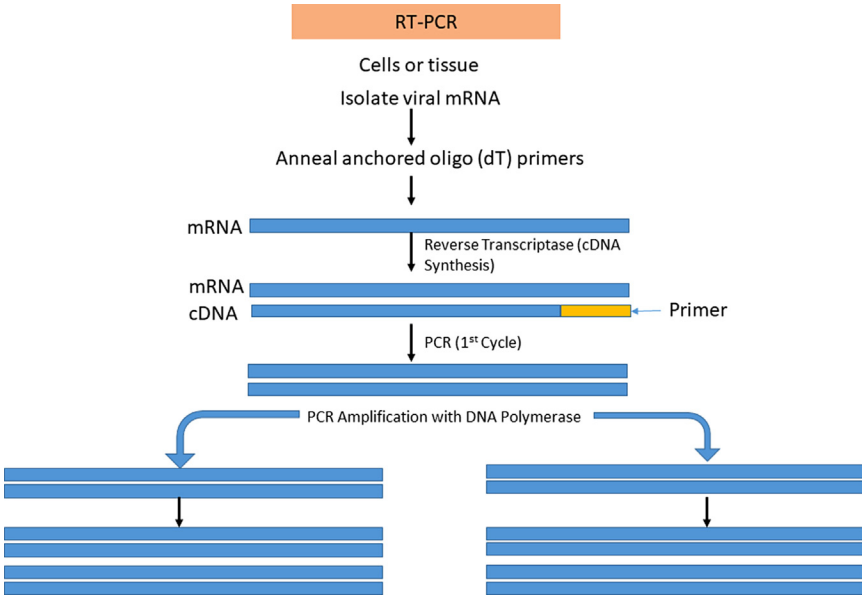 RT-PCR
Cells or tissue
Isolate viral mRNA
Anneal anchored oligo (dT) primers
mRNA
Reverse Transcriptase (cDNA
Synthesis)
mRNA
cDNA
Primer
PCR (1st Cycle)
PCR Amplification with DNA Polymerase